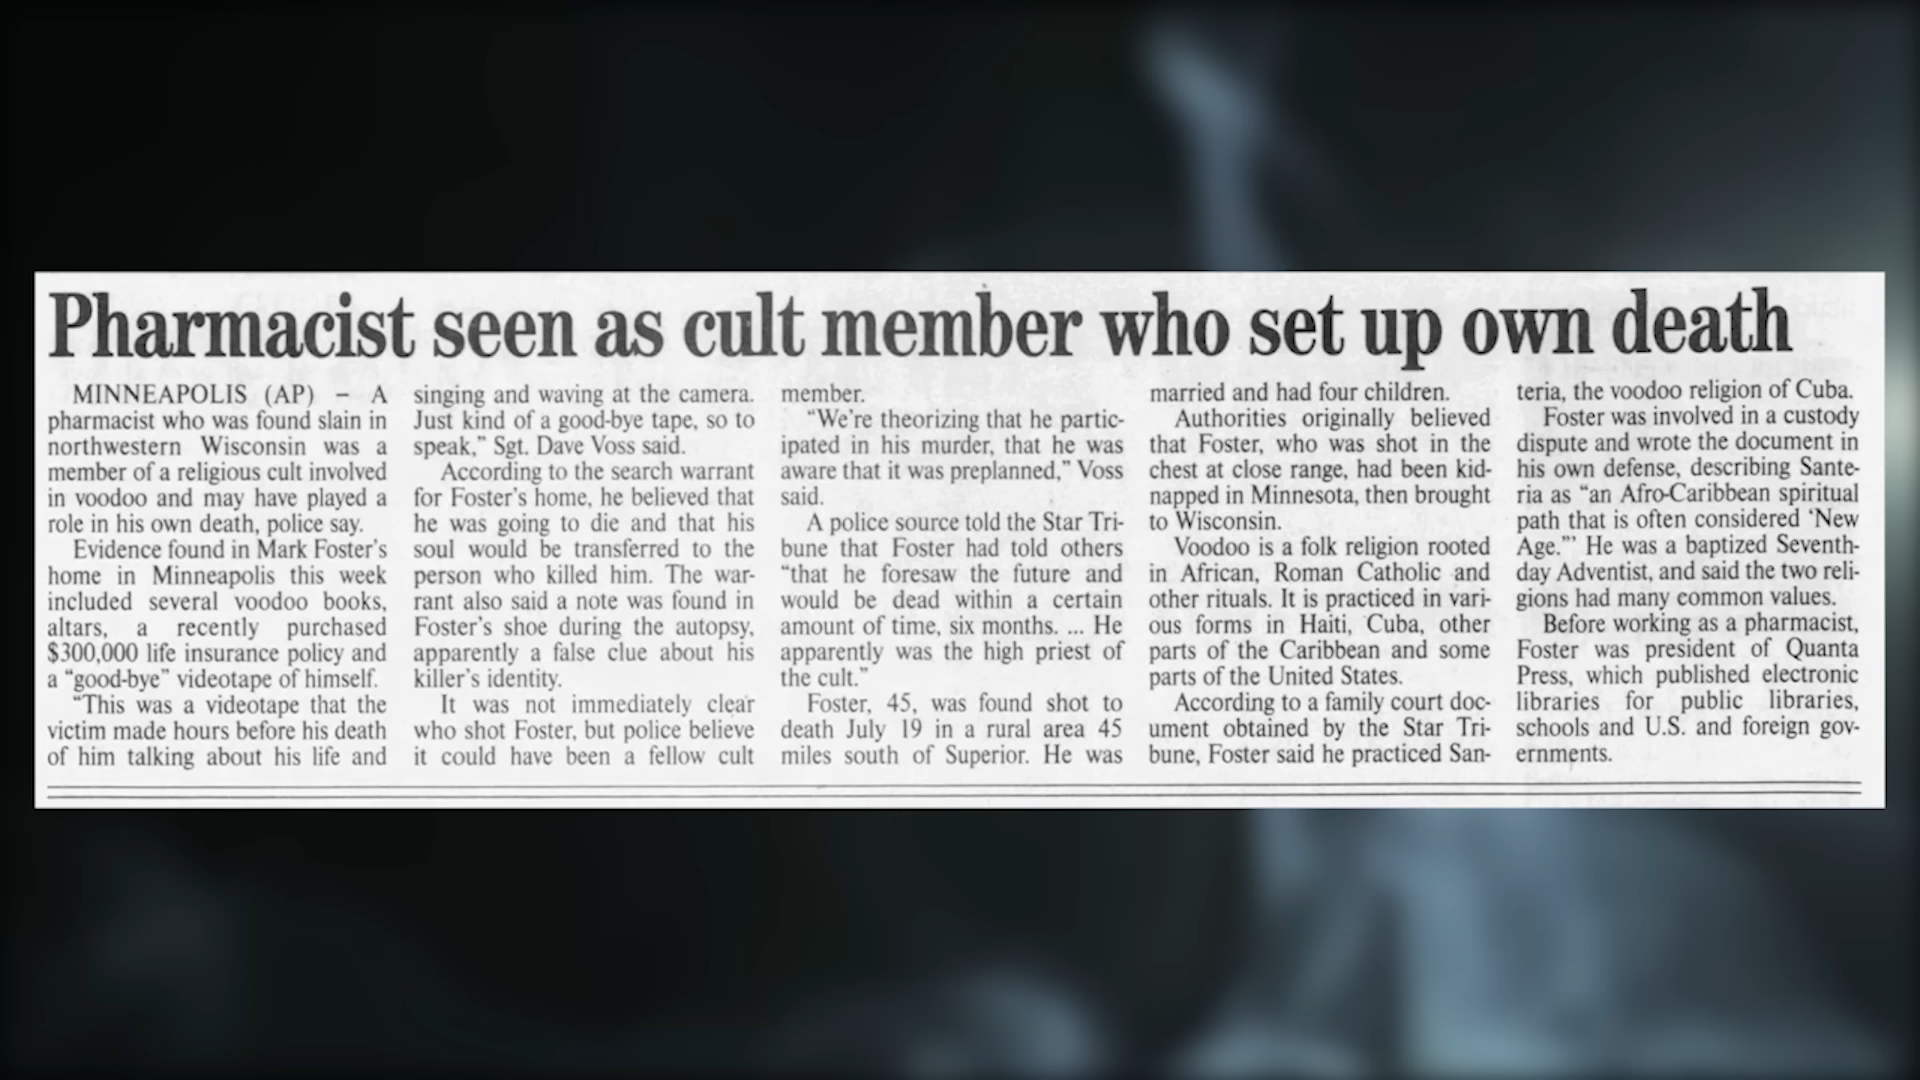 Pharmacist seen as cult member who set up own death
MINNEAPOLIS (AP) – A
pharmacist who was found slain in
northwestern Wisconsin was a
member of a religious cult involved
in voodoo and may have played a
role in his own death, police say.
Evidence found in Mark Foster's
home in Minneapolis this week
included several voodoo books,
altars, a recently purchased
$300,000 life insurance policy and
a "good-bye" videotape of himself.
"This was a videotape that the
victim made hours before his death
of him talking about his life and
singing and waving at the camera.
Just kind of a good-bye tape, so to
speak," Sgt. Dave Voss said.
According to the search warrant
for Foster's home, he believed that
he was going to die and that his
soul would be transferred to the
person who killed him. The war-
rant also said a note was found in
Foster's shoe during the autopsy,
apparently a false clue about his
killer's identity.
It was not immediately clear
who shot Foster, but police believe
it could have been a fellow cult
member.
"We're theorizing that he partic-
ipated in his murder, that he was
aware that it was preplanned," Voss
said.
A police source told the Star Tri-
bune that Foster had told others
"that he foresaw the future and
would be dead within a certain
amount of time, six months. ... He
apparently was the high priest of
the cult."
Foster, 45, was found shot to
death July 19 in a rural area 45
miles south of Superior. He was
married and had four children.
Authorities originally believed
that Foster, who was shot in the
chest at close range, had been kid-
napped in Minnesota, then brought
to Wisconsin.
Voodoo is a folk religion rooted
in African, Roman Catholic and
other rituals. It is practiced in vari-
ous forms in Haiti, Cuba, other
parts of the Caribbean and some
parts of the United States.
According to a family court doc-
ument obtained by the Star Tri-
bune, Foster said he practiced San-
teria, the voodoo religion of Cuba.
Foster was involved in a custody
dispute and wrote the document in
his own defense, describing Sante-
ria as "an Afro-Caribbean spiritual
path that is often considered 'New
Age.'" He was a baptized Seventh-
day Adventist, and said the two reli-
gions had many common values.
Before working as a pharmacist,
Foster was president of Quanta
Press, which published electronic
libraries for public libraries,
schools and U.S. and foreign gov-
ernments.